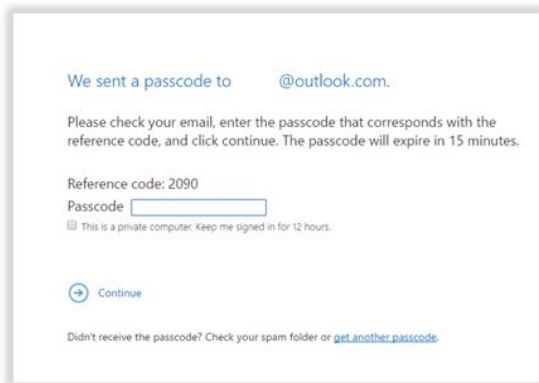 We sent a passcode to @outlook.com.
Please check your email, enter the passcode that corresponds with the
reference code, and click continue. The passcode will expire in 15 minutes.
Reference code: 2090
Passcode
This is a private computer. Keep me signed in for 12 hours.
Continue
Didn't receive the passcode? Check your spam folder or get another passcode.